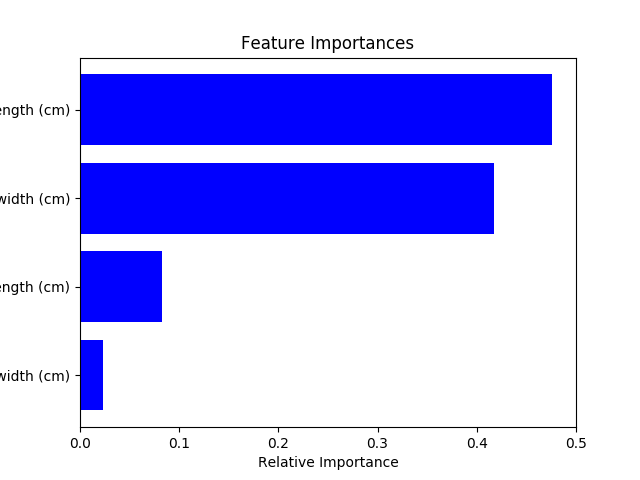 Feature Importances
ength (cm)
width (cm)
ength (cm)
width (cm)
0.0 0.1 0.2 0.3 0.4 0.5
Relative Importance